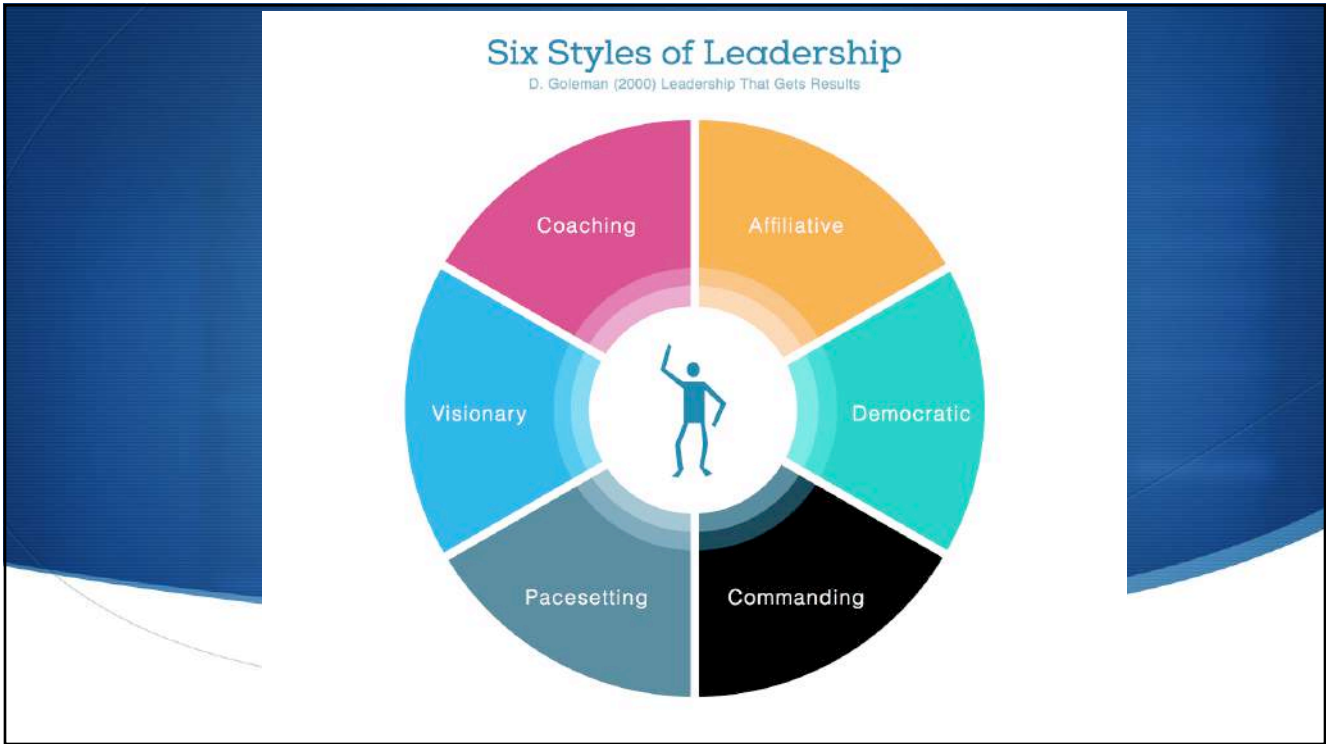 Six Styles of Leadership
D. Goleman (2000) Leadership That Gets Results
Coaching
Affiliative
Visionary
Democratic
Pacesetting
Commanding